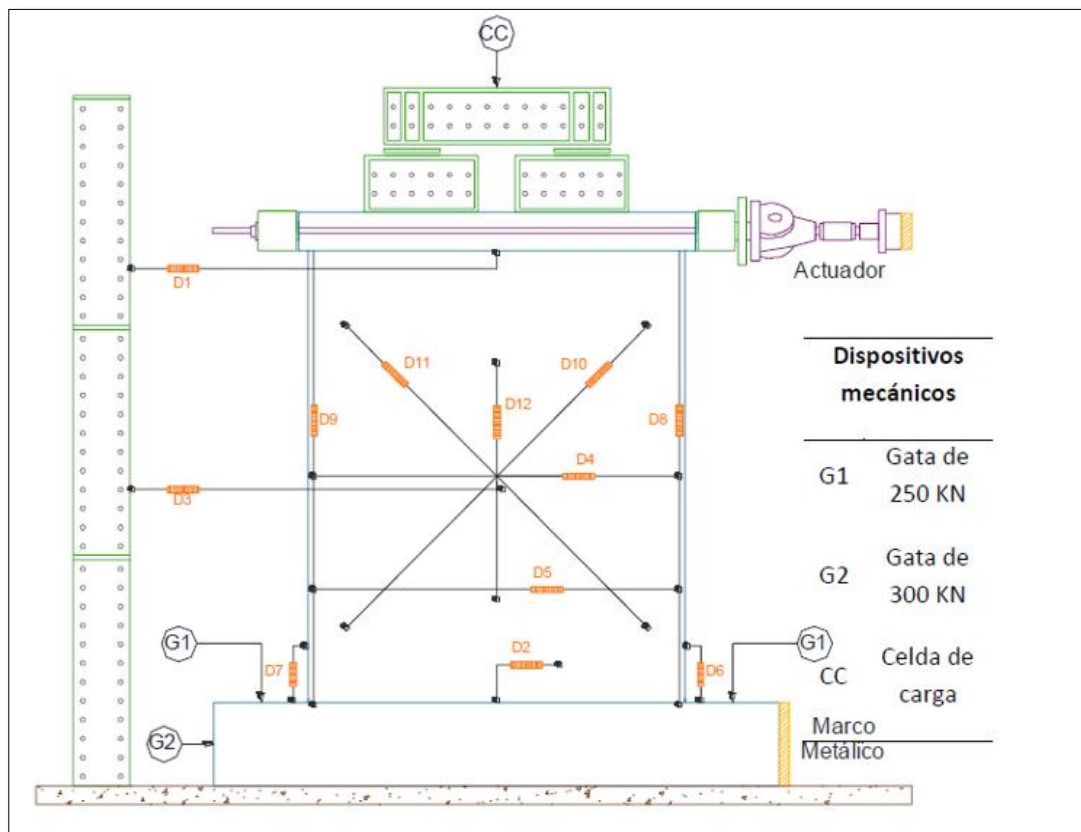 CC
D1
Actuador
D11
D10
D12
D9
D8
D4
D3
D5
G1
G1
D7
D2
D6
G2
Marco
Metálico
Dispositivos
mecánicos
G1 Gata de
250 KN
G2 Gata de
300 KN
CC Celda de
carga